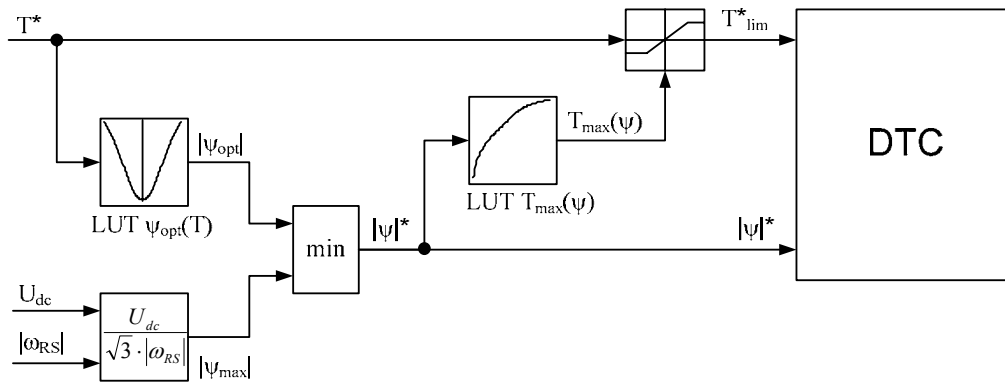 T*
T*lim
DTC
Tmax(ψ)
|ψopt|
LUT Tmax(ψ)
LUT ψopt(T)
min
|ψ|*
|ψ|*
Udc
|ωRS|
Udc
√3·|ωRS|
|ψmax|